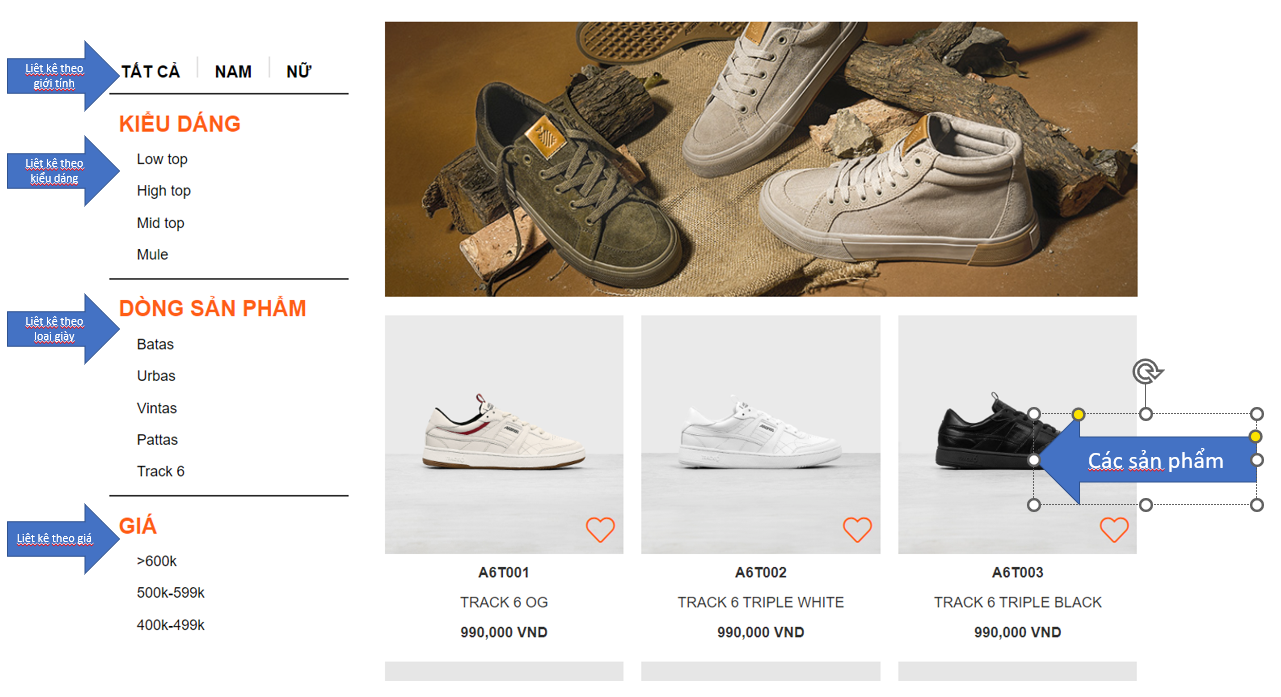 Liệt kê theo
giới tính
TẤT CẢ
NAM
NỮ
KIỂU DÁNG
Liệt kê theo
kiểu dáng
Low top
High top
Mid top
Mule
DÒNG SẢN PHẨM
Liệt kê theo
loại giày
Batas
Urbas
Vintas
Pattas
Track 6
GIÁ
Liệt kê theo giá
>600k
500k-599k
400k-499k
Các sản phẩm
A6T001
TRACK 6 OG
990,000 VND
A6T002
TRACK 6 TRIPLE WHITE
990,000 VND
A6T003
TRACK 6 TRIPLE BLACK
990,000 VND